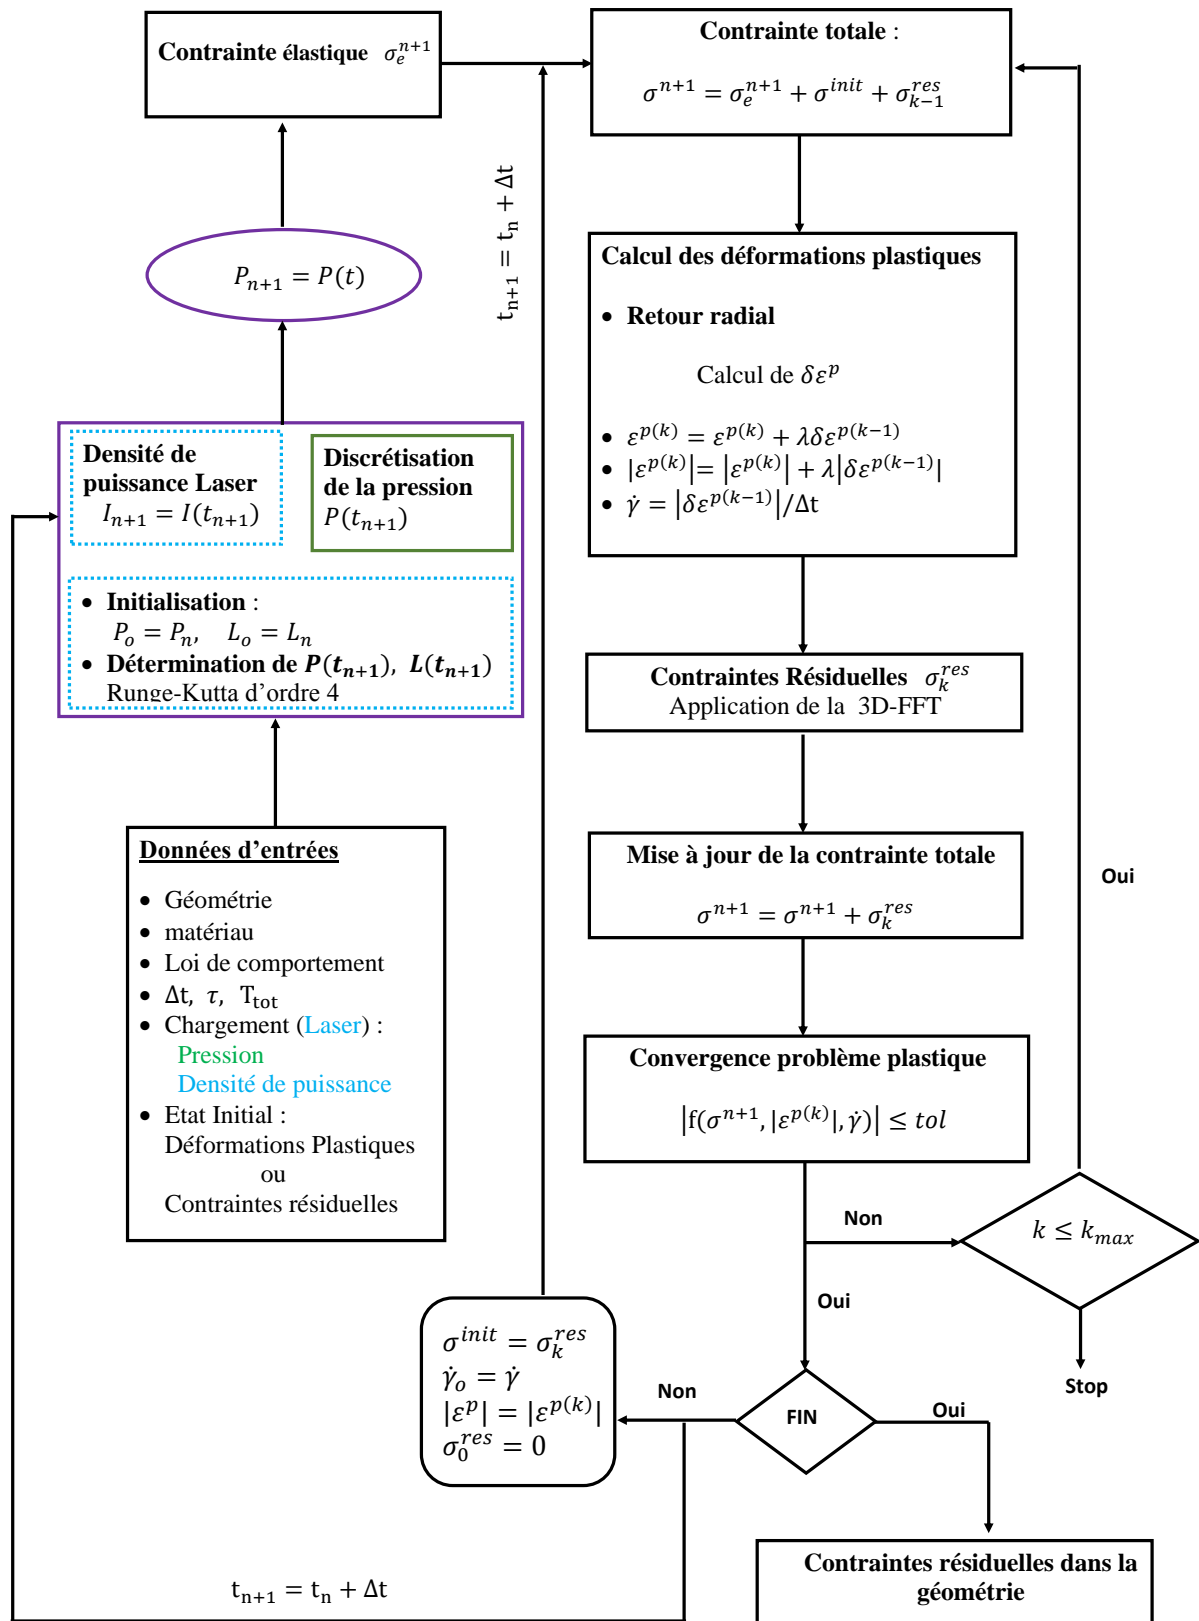 Contrainte élastique σ_e^{n+1}
Contrainte totale :
σ^{n+1} = σ_e^{n+1} + σ^{init} + σ_{k-1}^{res}
t_{n+1} = t_n + Δt
P_{n+1} = P(t)
Calcul des déformations plastiques
• Retour radial
Calcul de δε^p
• ε^{p(k)} = ε^{p(k)} + λδε^{p(k-1)}
• |ε^{p(k)}| = |ε^{p(k)}| + λ|δε^{p(k-1)}|
• γ̇ = |δε^{p(k-1)}|/Δt
Densité de
puissance Laser
I_{n+1} = I(t_{n+1})
Discrétisation
de la pression
P(t_{n+1})
• Initialisation :
P_o = P_n, L_o = L_n
• Détermination de P(t_{n+1}), L(t_{n+1})
Runge-Kutta d'ordre 4
Contraintes Résiduelles σ_k^{res}
Application de la 3D-FFT
Données d'entrées
• Géométrie
• matériau
• Loi de comportement
• Δt, τ, T_{tot}
• Chargement (Laser) :
Pression
Densité de puissance
• Etat Initial :
Déformations Plastiques
ou
Contraintes résiduelles
Mise à jour de la contrainte totale
σ^{n+1} = σ^{n+1} + σ_k^{res}
Oui
Convergence problème plastique
|f(σ^{n+1}, |ε^{p(k)}|, γ̇)| ≤ tol
Non
k ≤ k_{max}
Oui
Stop
σ^{init} = σ_k^{res}
γ̇_o = γ̇
|ε^p| = |ε^{p(k)}|
σ_0^{res} = 0
Non
FIN
Oui
Contraintes résiduelles dans la
géométrie
t_{n+1} = t_n + Δt